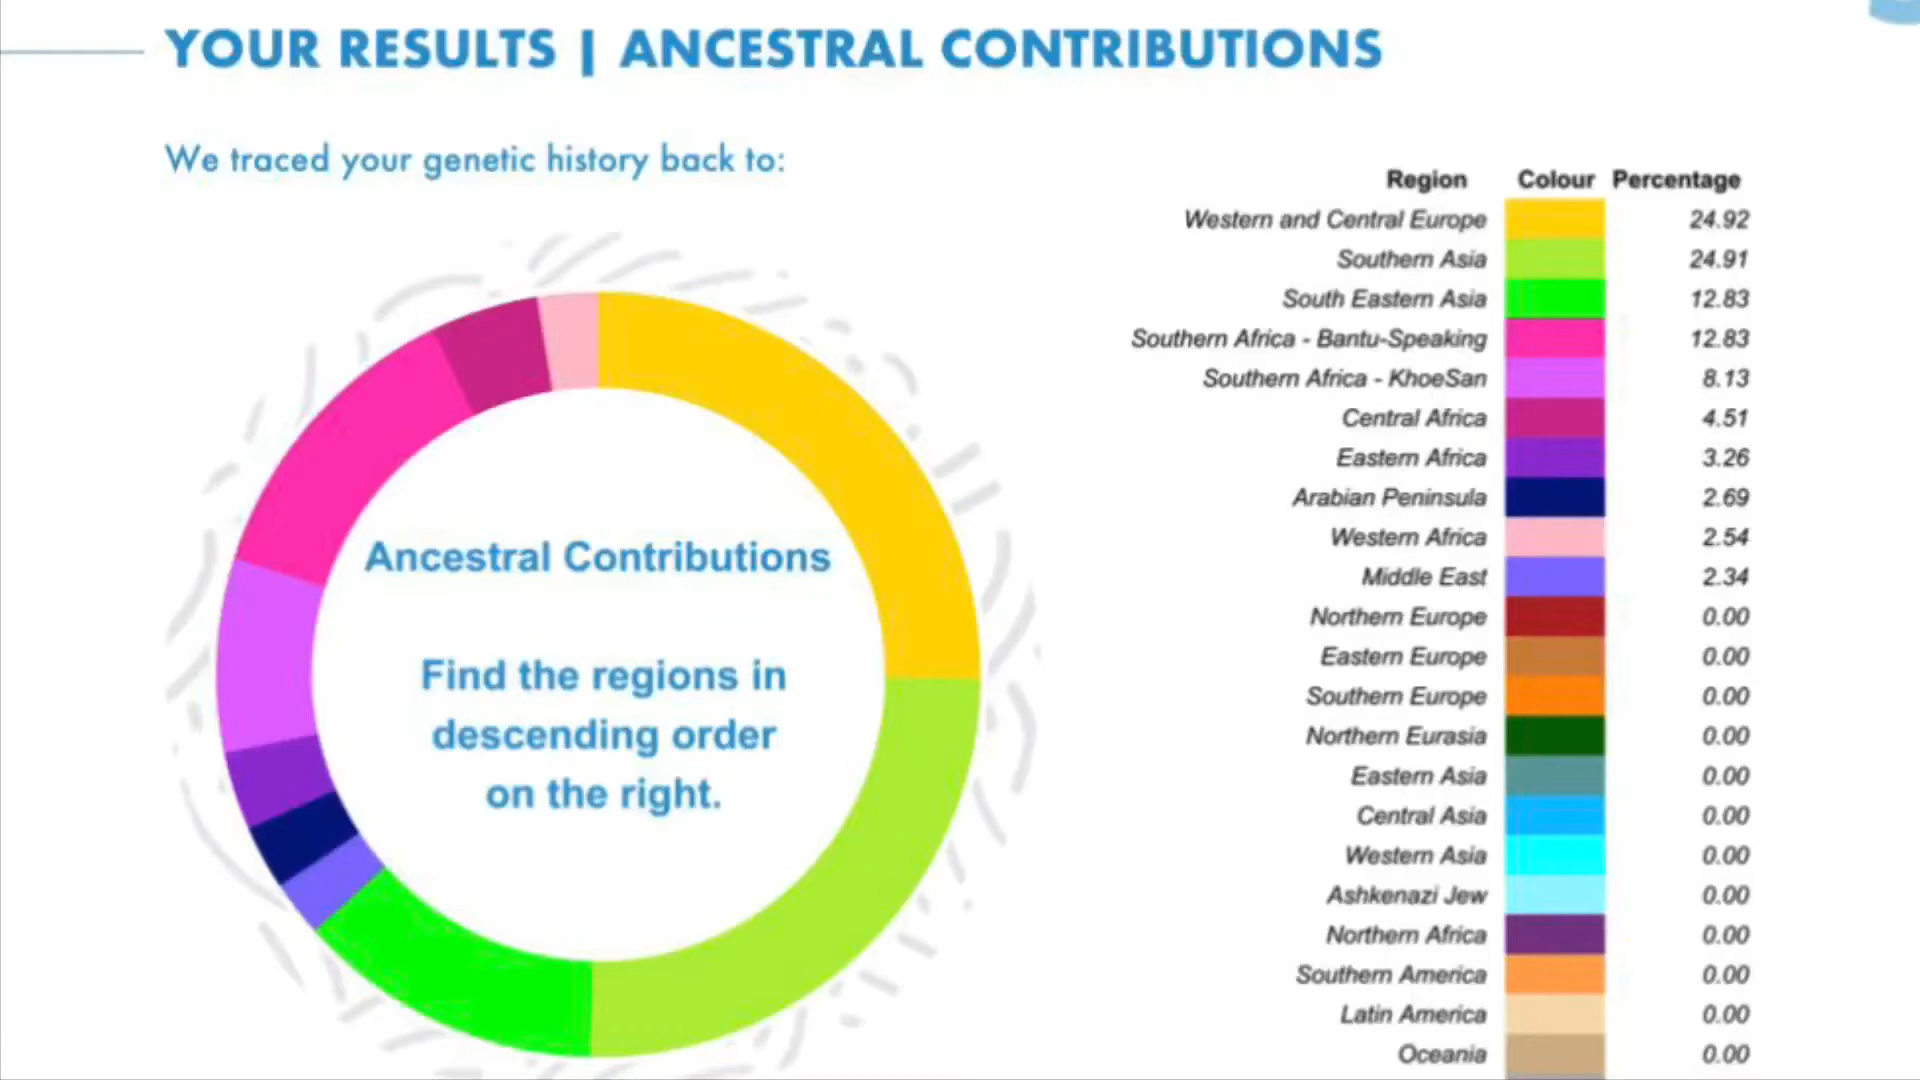 YOUR RESULTS | ANCESTRAL CONTRIBUTIONS
We traced your genetic history back to:
Ancestral Contributions
Find the regions in
descending order
on the right.
Region Colour Percentage
Western and Central Europe 24.92
Southern Asia 24.91
South Eastern Asia 12.83
Southern Africa - Bantu-Speaking 12.83
Southern Africa - KhoeSan 8.13
Central Africa 4.51
Eastern Africa 3.26
Arabian Peninsula 2.69
Western Africa 2.54
Middle East 2.34
Northern Europe 0.00
Eastern Europe 0.00
Southern Europe 0.00
Northern Eurasia 0.00
Eastern Asia 0.00
Central Asia 0.00
Western Asia 0.00
Ashkenazi Jew 0.00
Northern Africa 0.00
Southern America 0.00
Latin America 0.00
Oceania 0.00